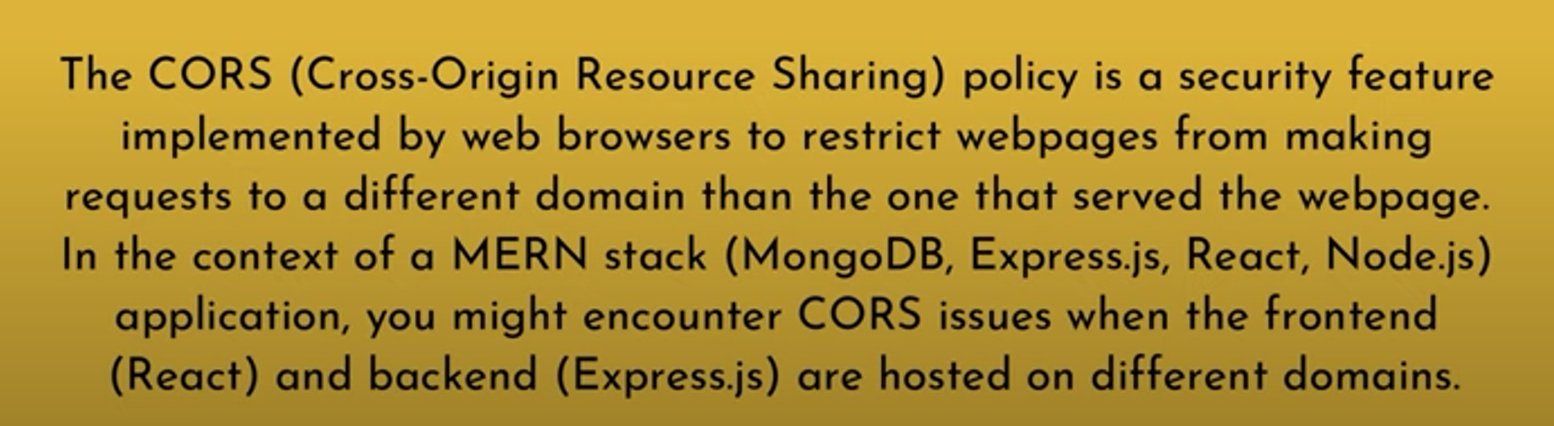 The CORS (Cross-Origin Resource Sharing) policy is a security feature
implemented by web browsers to restrict webpages from making
requests to a different domain than the one that served the webpage.
In the context of a MERN stack (MongoDB, Express.js, React, Node.js)
application, you might encounter CORS issues when the frontend
(React) and backend (Express.js) are hosted on different domains.